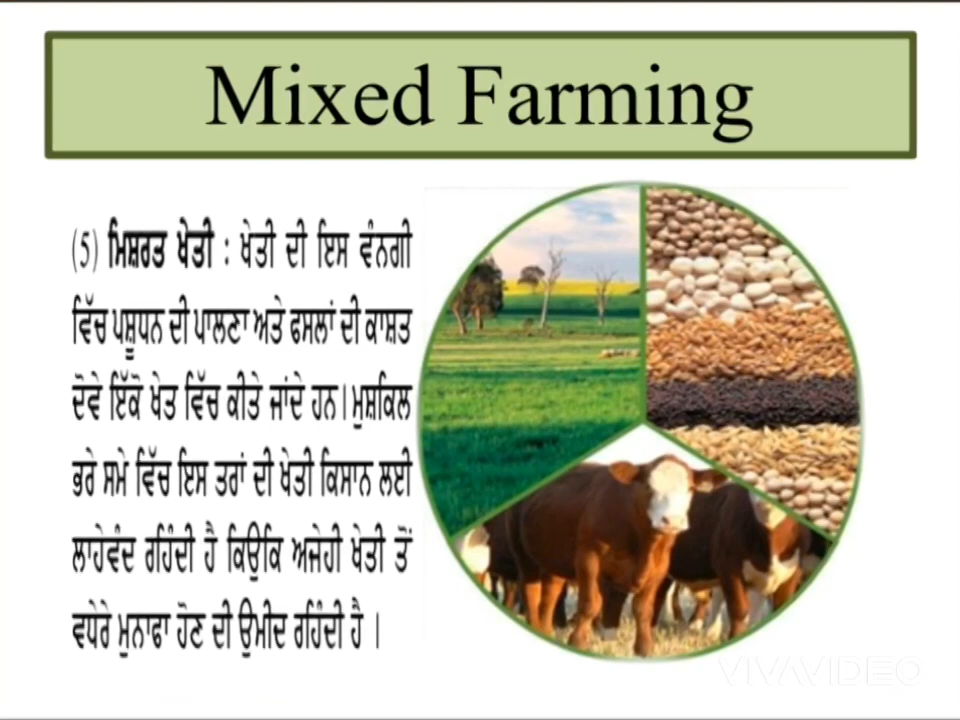 Mixed Farming
(5) ਮਿਸ਼ਰਤ ਖੇਤੀ : ਖੇਤੀ ਦੀ ਇਸ ਵੰਨਗੀ
ਵਿੱਚ ਪਸ਼ੂਧਨ ਦੀ ਪਾਲਣਾ ਅਤੇ ਫਸਲਾਂ ਦੀ ਕਾਸ਼ਤ
ਦੋਵੇ ਇੱਕੋ ਖੇਤ ਵਿੱਚ ਕੀਤੇ ਜਾਂਦੇ ਹਨ। ਮੁਸ਼ਕਿਲ
ਭਰੇ ਸਮੇ ਵਿੱਚ ਇਸ ਤਰਾਂ ਦੀ ਖੇਤੀ ਕਿਸਾਨ ਲਈ
ਲਾਹੇਵੰਦ ਰਹਿੰਦੀ ਹੈ ਕਿਉਂਕਿ ਅਜੇਹੀ ਖੇਤੀ ਤੋਂ
ਵਧੇਰੇ ਮੁਨਾਫਾ ਹੋਣ ਦੀ ਉਮੀਦ ਰਹਿੰਦੀ ਹੈ ।
VIVAVIDEO